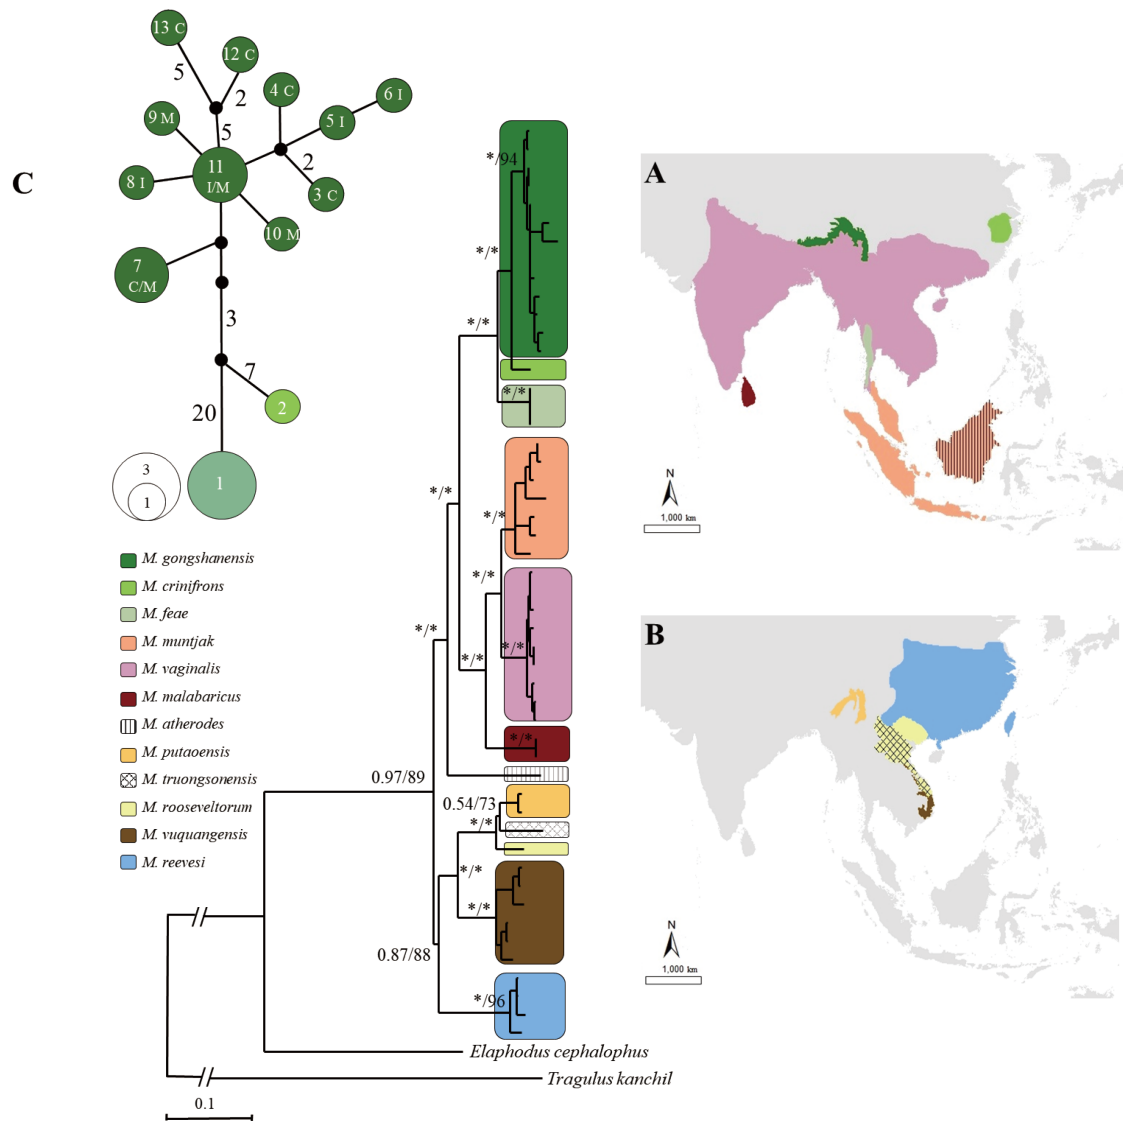 C
13 C
12 C
5
2
4 C
6 I
9 M
5 I
5
2
11
I/M
8 I
3 C
10 M
7
C/M
3
7
2
20
1
3
1
M. gongshanensis
M. crinifrons
M. feae
M. muntjak
M. vaginalis
M. malabaricus
M. atherodes
M. putaoensis
M. truongsonensis
M. rooseveltorum
M. vuquangensis
M. reevesi
*/94
*/*
*/*
*/*
*/*
*/*
*/*
*/*
*/*
*/*
*/*
0.97/89
0.54/73
*/*
*/*
*/*
0.87/88
*/96
Elaphodus cephalophus
Tragulus kanchil
0.1
A
N
1,000 km
B
N
1,000 km